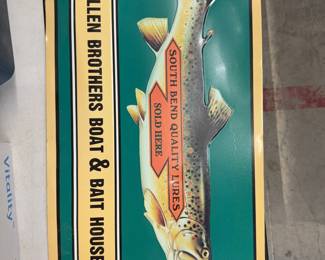 SOUTH BEND QUALITY LURES
SOLD HERE
LLEN BROTHERS BOAT & BAIT HOUSE
Vitality